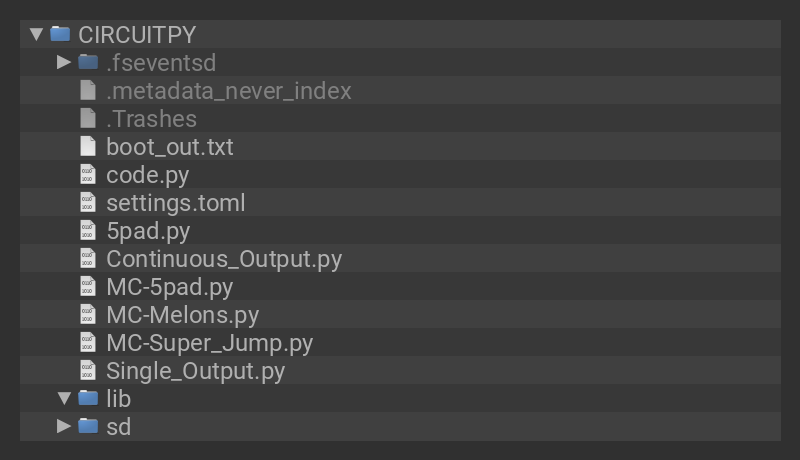 CIRCUITPY
.fseventsd
.metadata_never_index
.Trashes
boot_out.txt
code.py
settings.toml
5pad.py
Continuous_Output.py
MC-5pad.py
MC-Melons.py
MC-Super_Jump.py
Single_Output.py
lib
sd